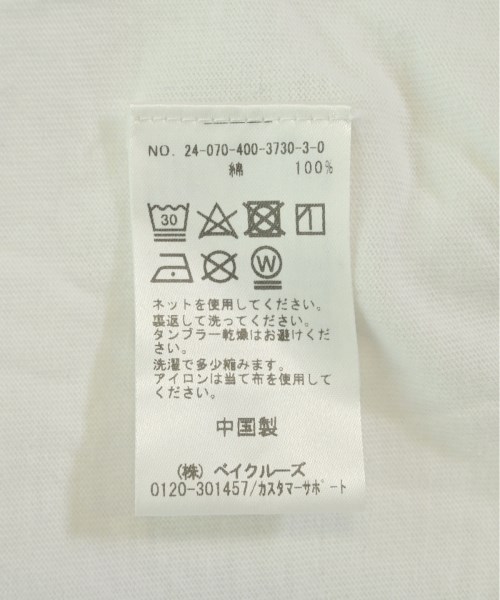 NO. 24-070-400-3730-3-0
綿 100%
30
W
ネットを使用してください。
裏返して洗ってください。
タンブラー乾燥はお避けくだ
さい。
洗濯で多少縮みます。
アイロンは当て布を使用して
ください。
中国製
(株) ベイクルーズ
0120-301457/カスタマーサポート